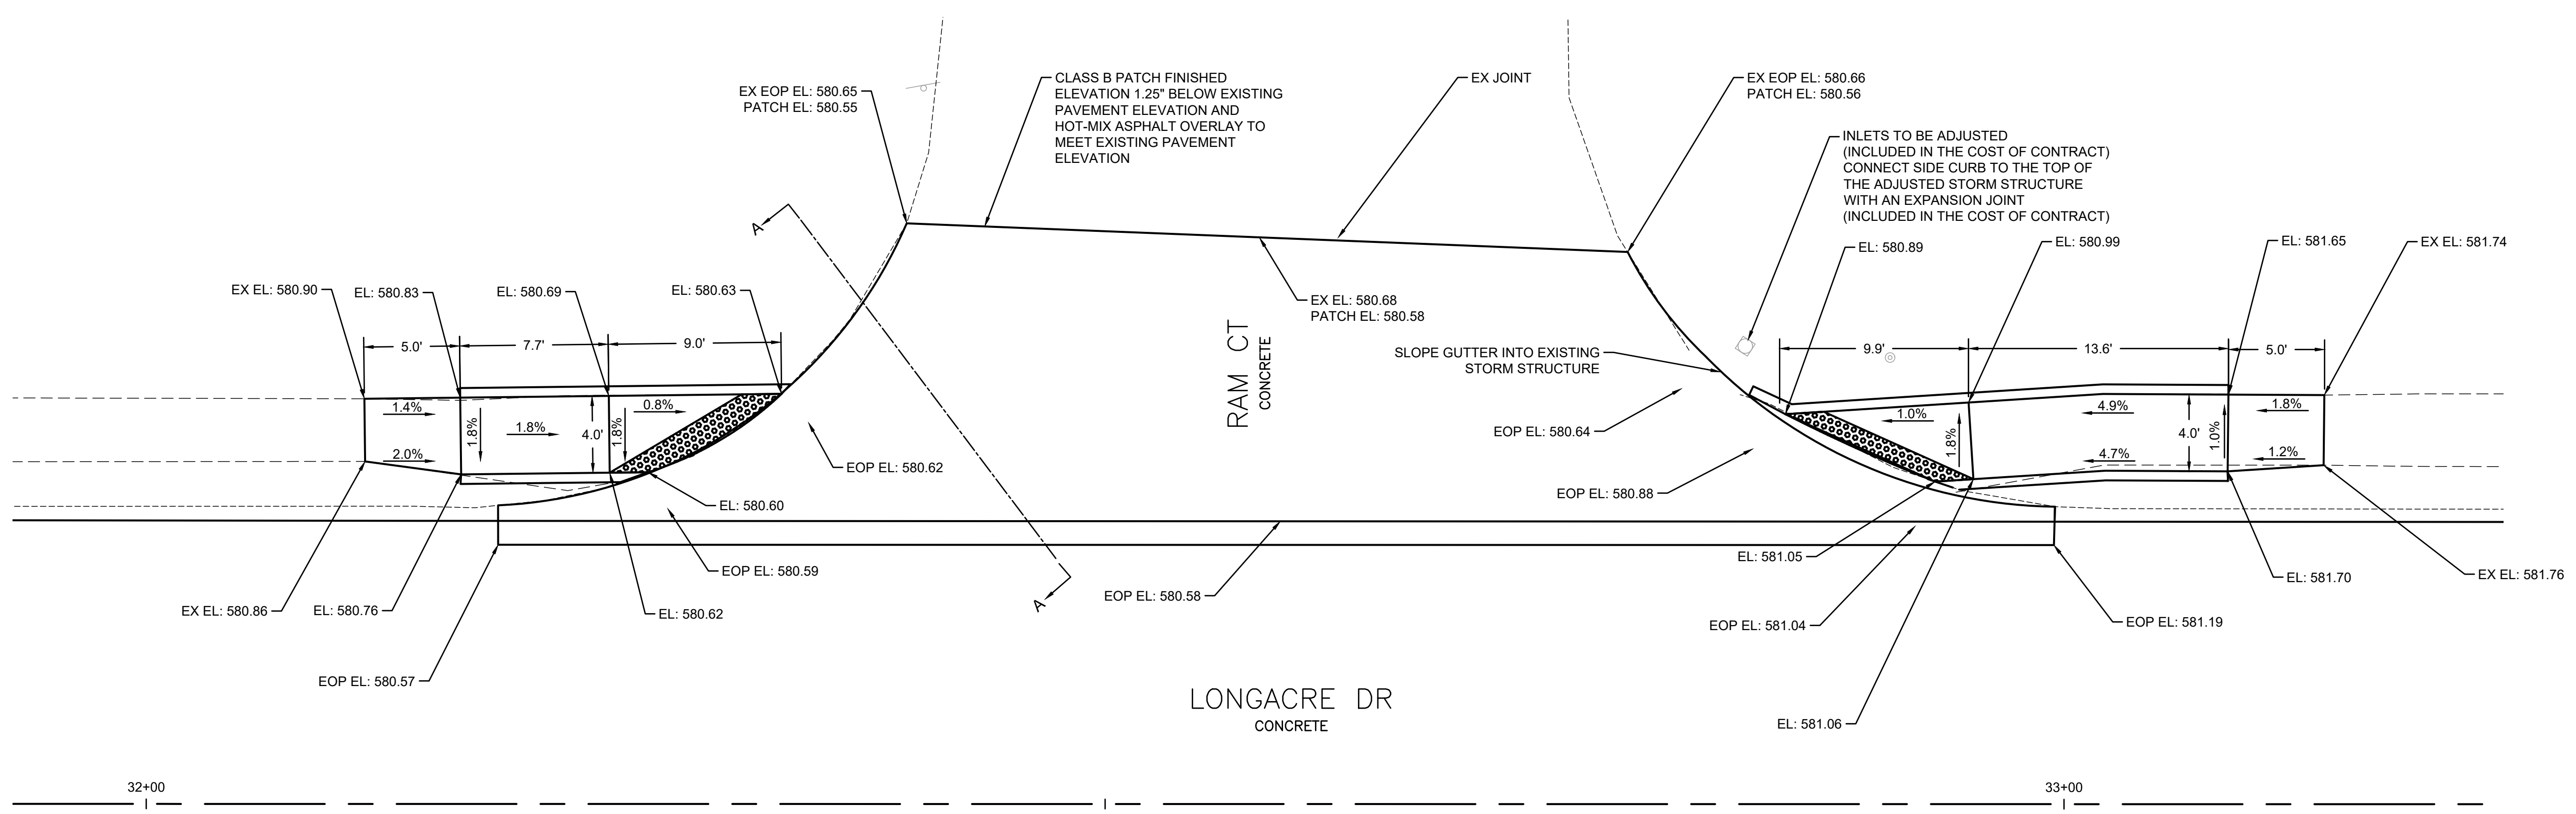 EX EOP EL: 580.65
PATCH EL: 580.55
CLASS B PATCH FINISHED
ELEVATION 1.25" BELOW EXISTING
PAVEMENT ELEVATION AND
HOT-MIX ASPHALT OVERLAY TO
MEET EXISTING PAVEMENT
ELEVATION
EX JOINT
EX EOP EL: 580.66
PATCH EL: 580.56
INLETS TO BE ADJUSTED
(INCLUDED IN THE COST OF CONTRACT)
CONNECT SIDE CURB TO THE TOP OF
THE ADJUSTED STORM STRUCTURE
WITH AN EXPANSION JOINT
(INCLUDED IN THE COST OF CONTRACT)
A
EL: 580.89
EL: 580.99
EL: 581.65
EX EL: 581.74
EX EL: 580.90
EL: 580.83
EL: 580.69
EL: 580.63
EX EL: 580.68
PATCH EL: 580.58
5.0'
7.7'
9.0'
RAM CT
CONCRETE
SLOPE GUTTER INTO EXISTING
STORM STRUCTURE
9.9'
13.6'
5.0'
1.4%
2.0%
1.8%
1.8%
4.0'
1.8%
0.8%
1.0%
1.8%
4.9%
4.7%
4.0'
1.0%
1.8%
1.2%
EOP EL: 580.62
EOP EL: 580.64
EOP EL: 580.88
EL: 580.60
EOP EL: 580.59
EL: 581.05
EL: 581.70
EX EL: 581.76
EX EL: 580.86
EL: 580.76
EL: 580.62
A
EOP EL: 580.58
EOP EL: 581.04
EOP EL: 581.19
EOP EL: 580.57
LONGACRE DR
CONCRETE
EL: 581.06
32+00
33+00